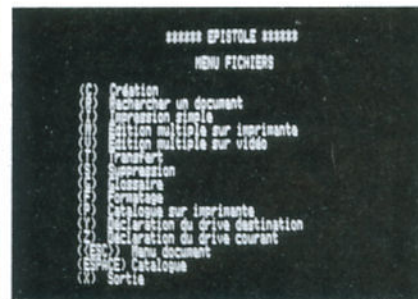 ****** EPISTOLE ******
MENU FICHIERS
(C) Création
(R) Rechercher un document
Impression simple
Edition multiple sur imprimante
Edition multiple sur vidéo
(T) Transfert
(S) Suppression
(G) Glossaire
(F) Formatage
(P) Catalogue sur imprimante
Déclaration du drive destination
Déclaration du drive courant
(ESC) Menu document
(ESPACE) Catalogue
(X) Sortie